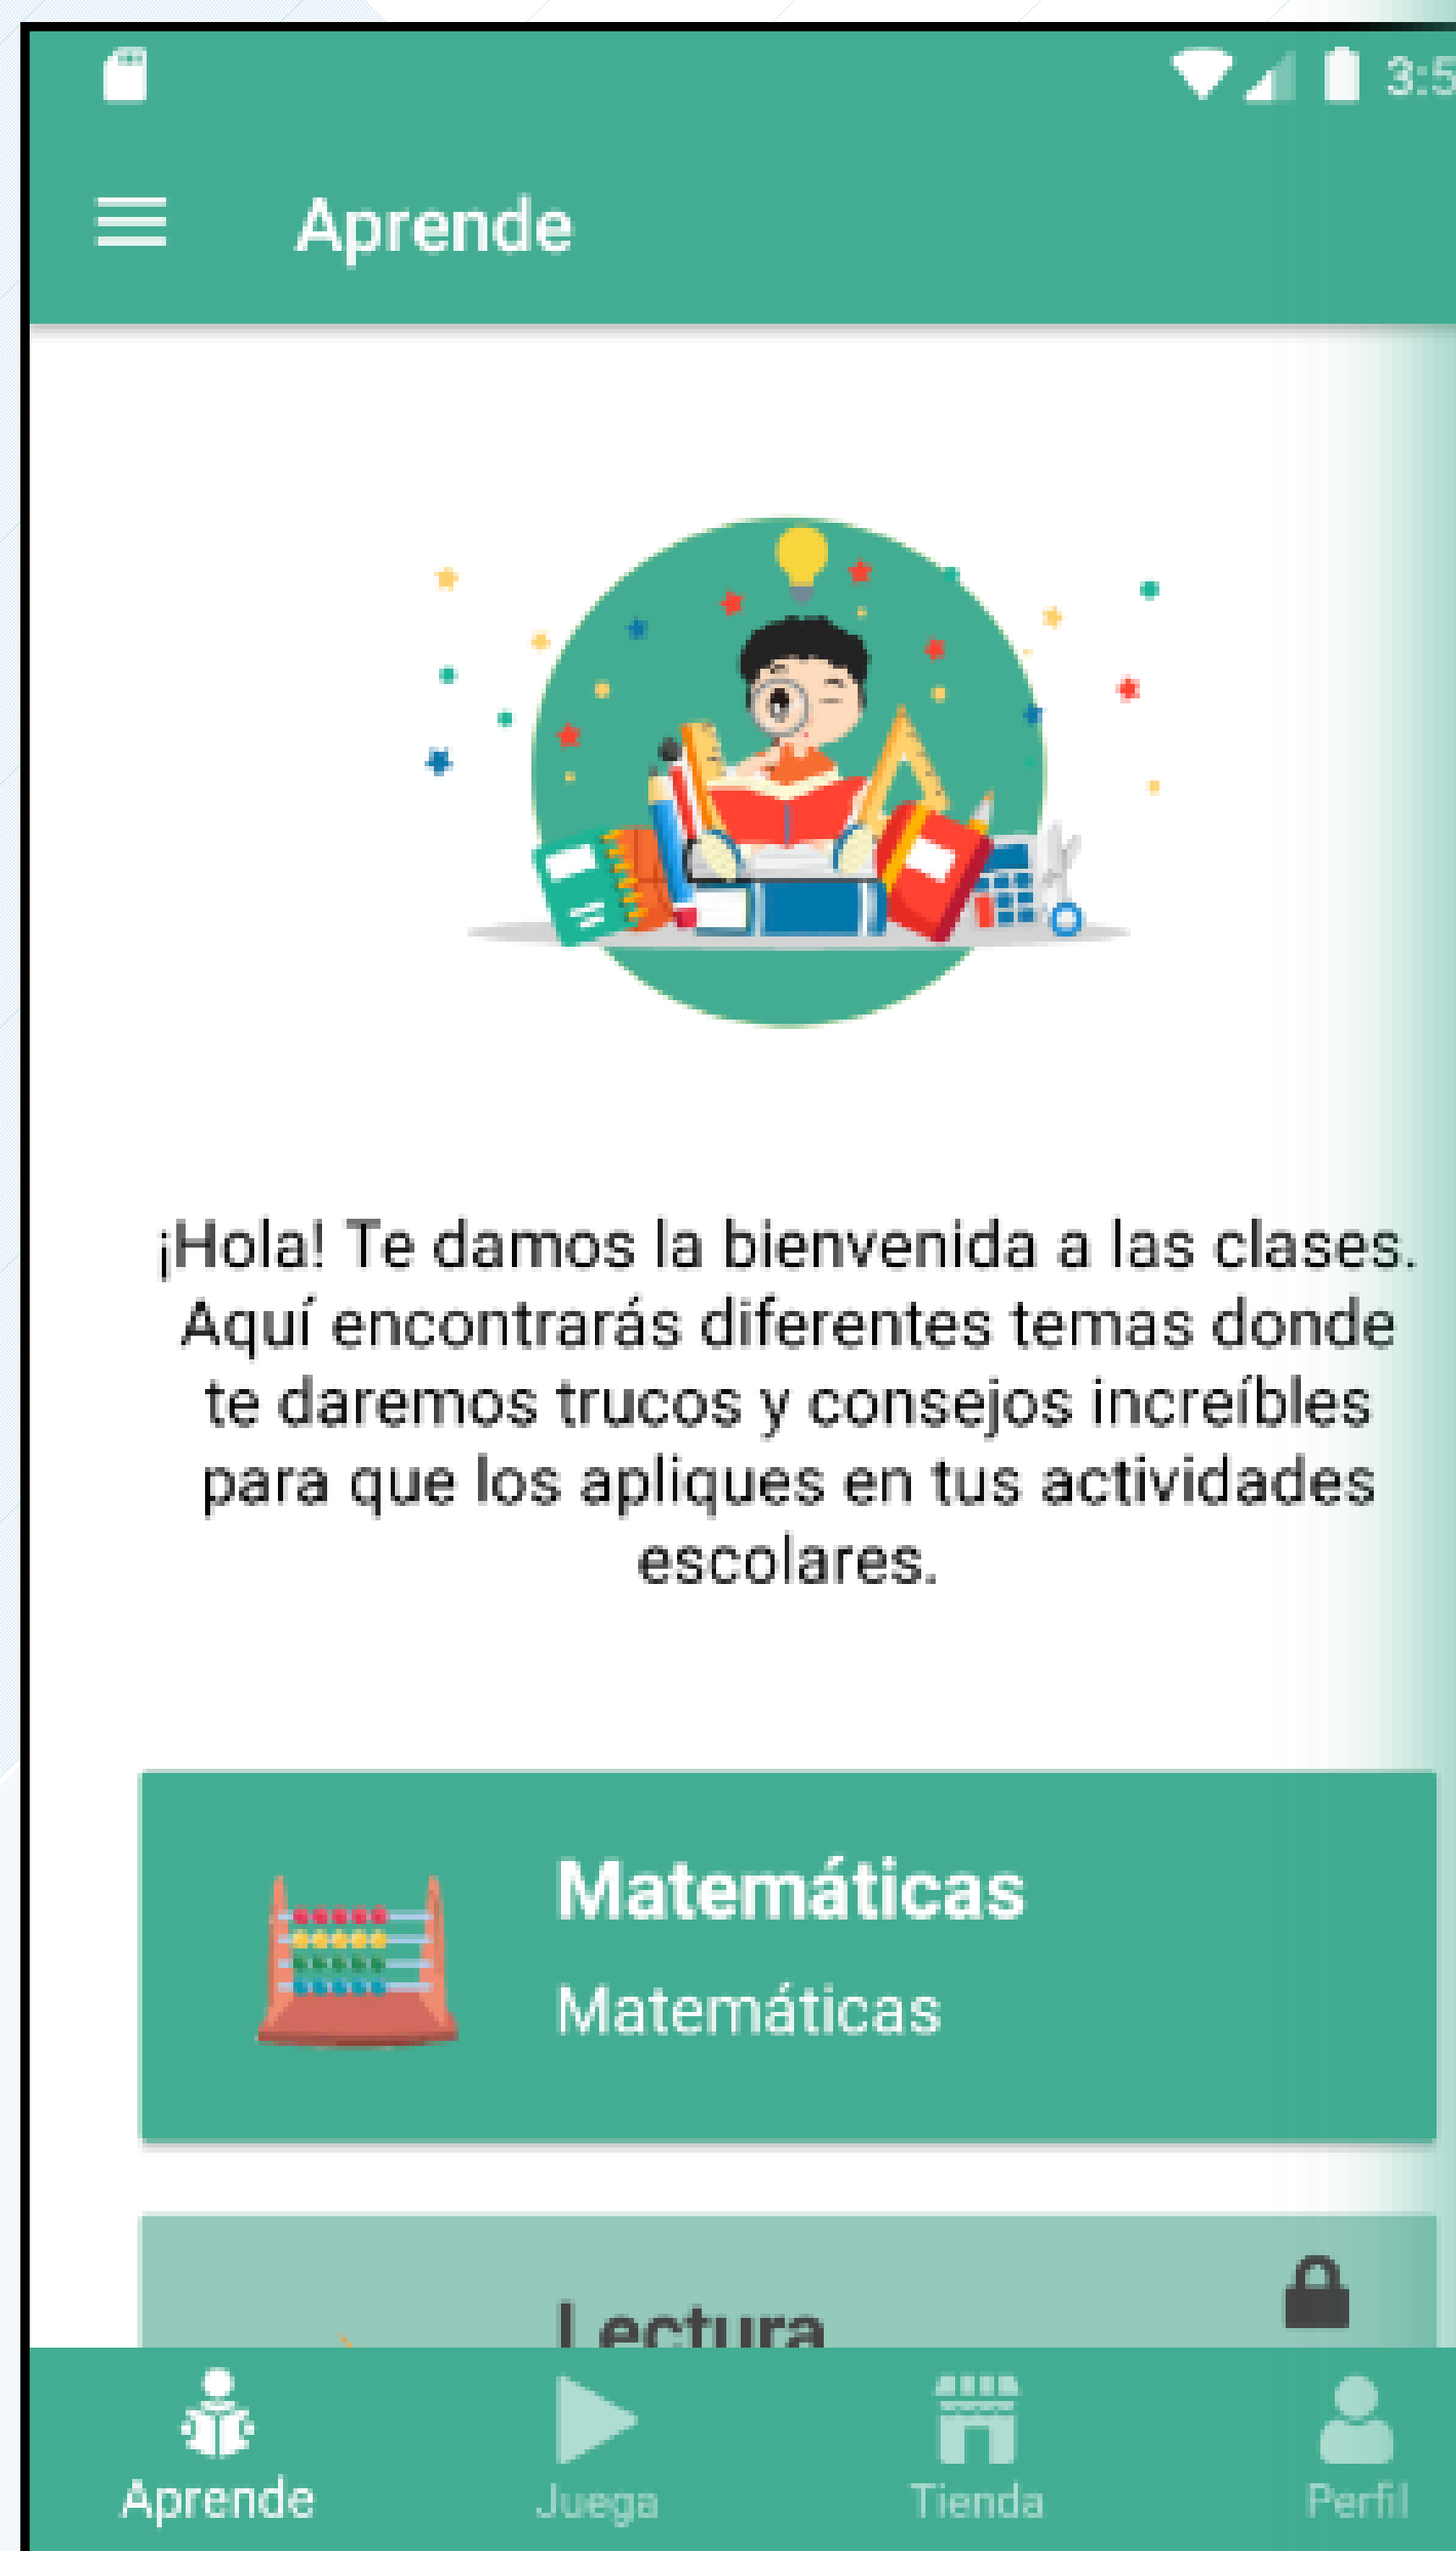 3:5
Aprende
¡Hola! Te damos la bienvenida a las clases.
Aquí encontrarás diferentes temas donde
te daremos trucos y consejos increíbles
para que los apliques en tus actividades
escolares.
Matemáticas
Matemáticas
Lectura
Aprende
Juega
Tienda
Perfil